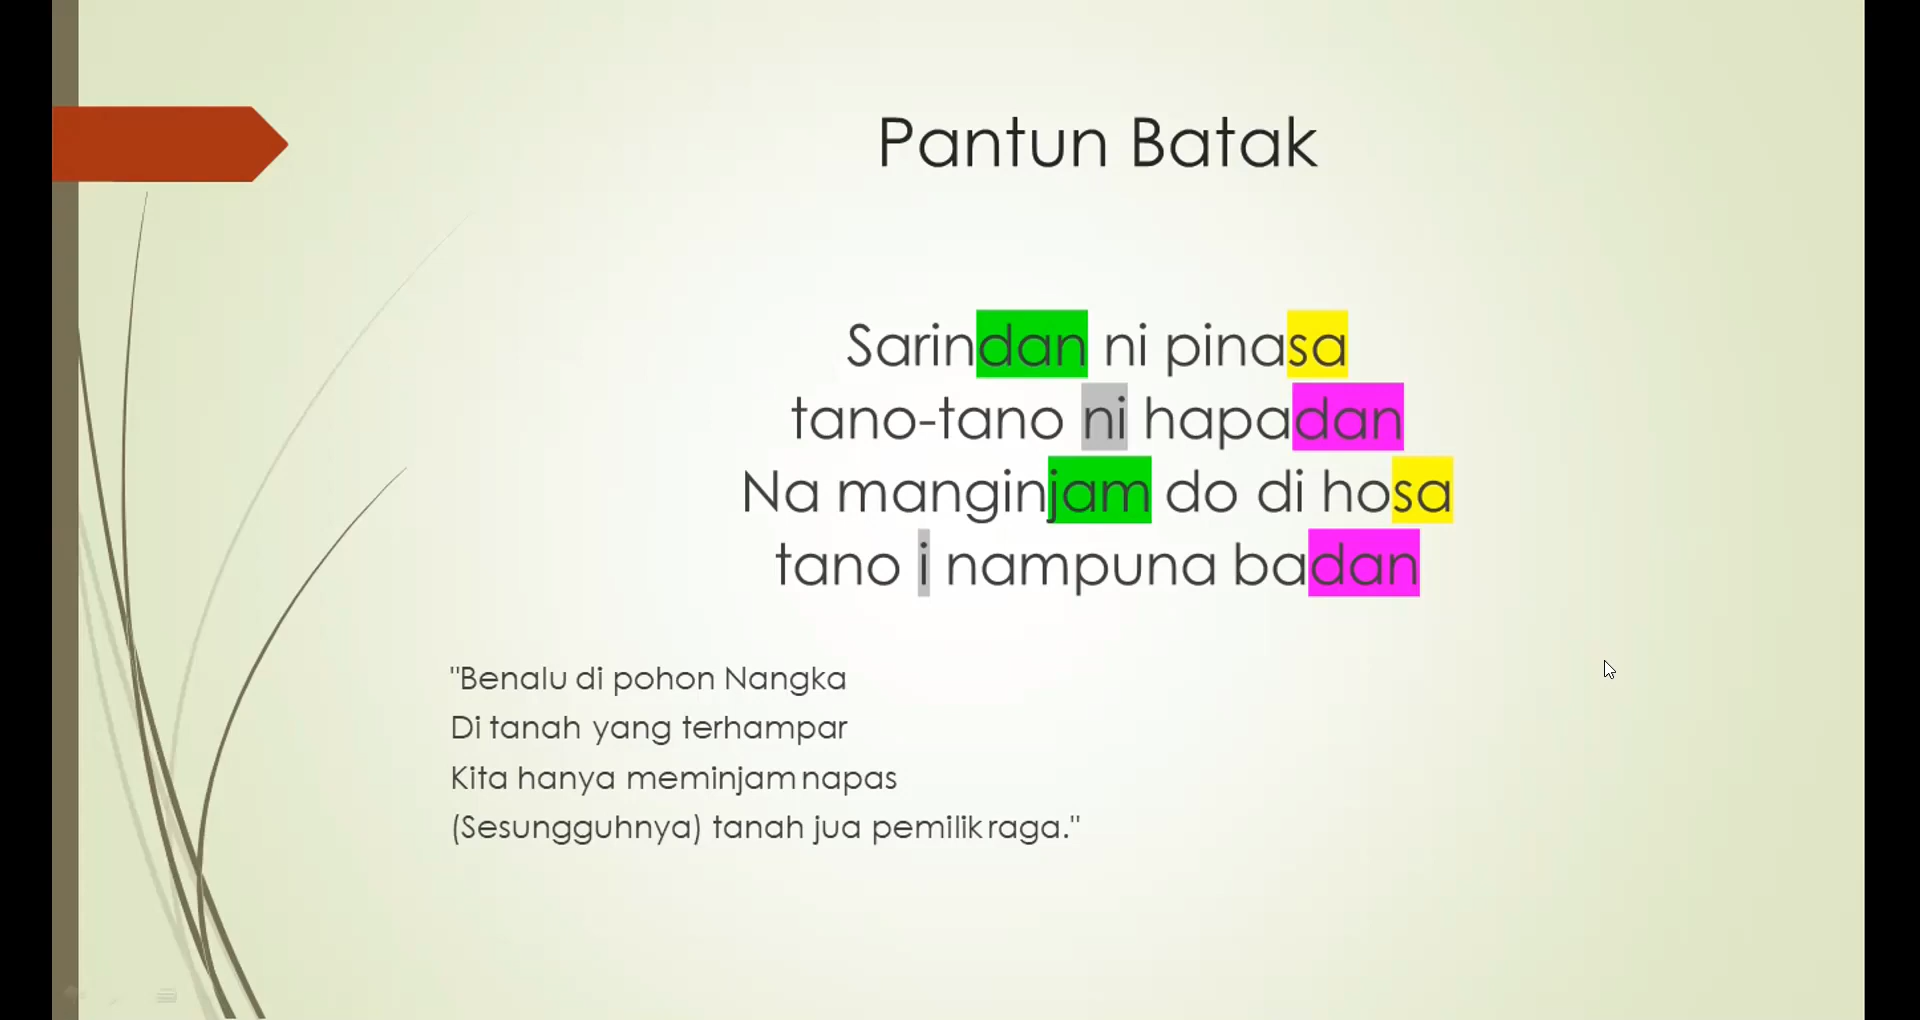 Pantun Batak
Sarindan ni pinasa
tano-tano ni hapadan
Na manginjam do di hosa
tano i nampuna badan
"Benalu di pohon Nangka
Di tanah yang terhampar
Kita hanya meminjam napas
(Sesungguhnya) tanah jua pemilik raga."